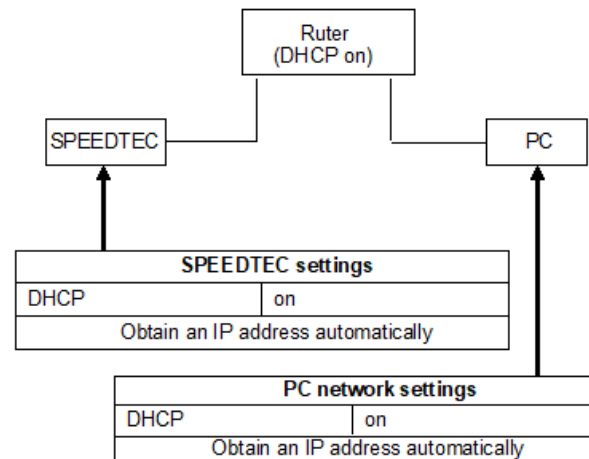 Ruter
(DHCP on)
SPEEDTEC
PC
SPEEDTEC settings
DHCP on
Obtain an IP address automatically
PC network settings
DHCP on
Obtain an IP address automatically